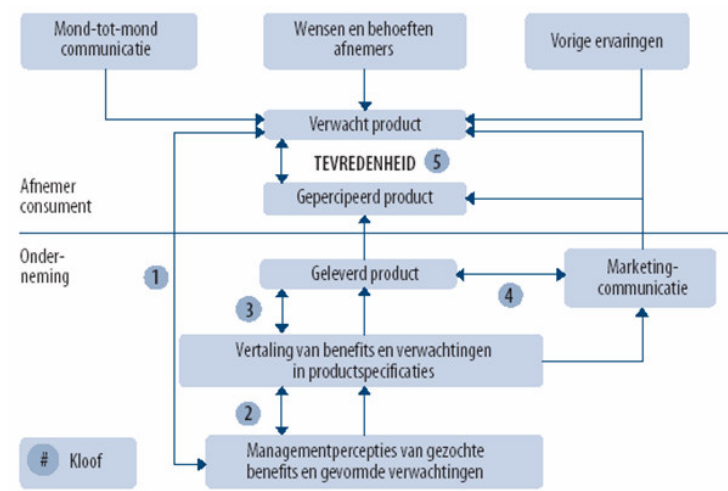 Mond-tot-mond
communicatie
Wensen en behoeften
afnemers
Vorige ervaringen
Verwacht product
TEVREDENHEID 5
Afnemer
consument
Gepercipieerd product
Onder-
neming
1
Geleverd product
4
Marketing-
communicatie
3
Vertaling van benefits en verwachtingen
in productspecificaties
2
# Kloof
Managementpercepties van gezochte
benefits en gevormde verwachtingen